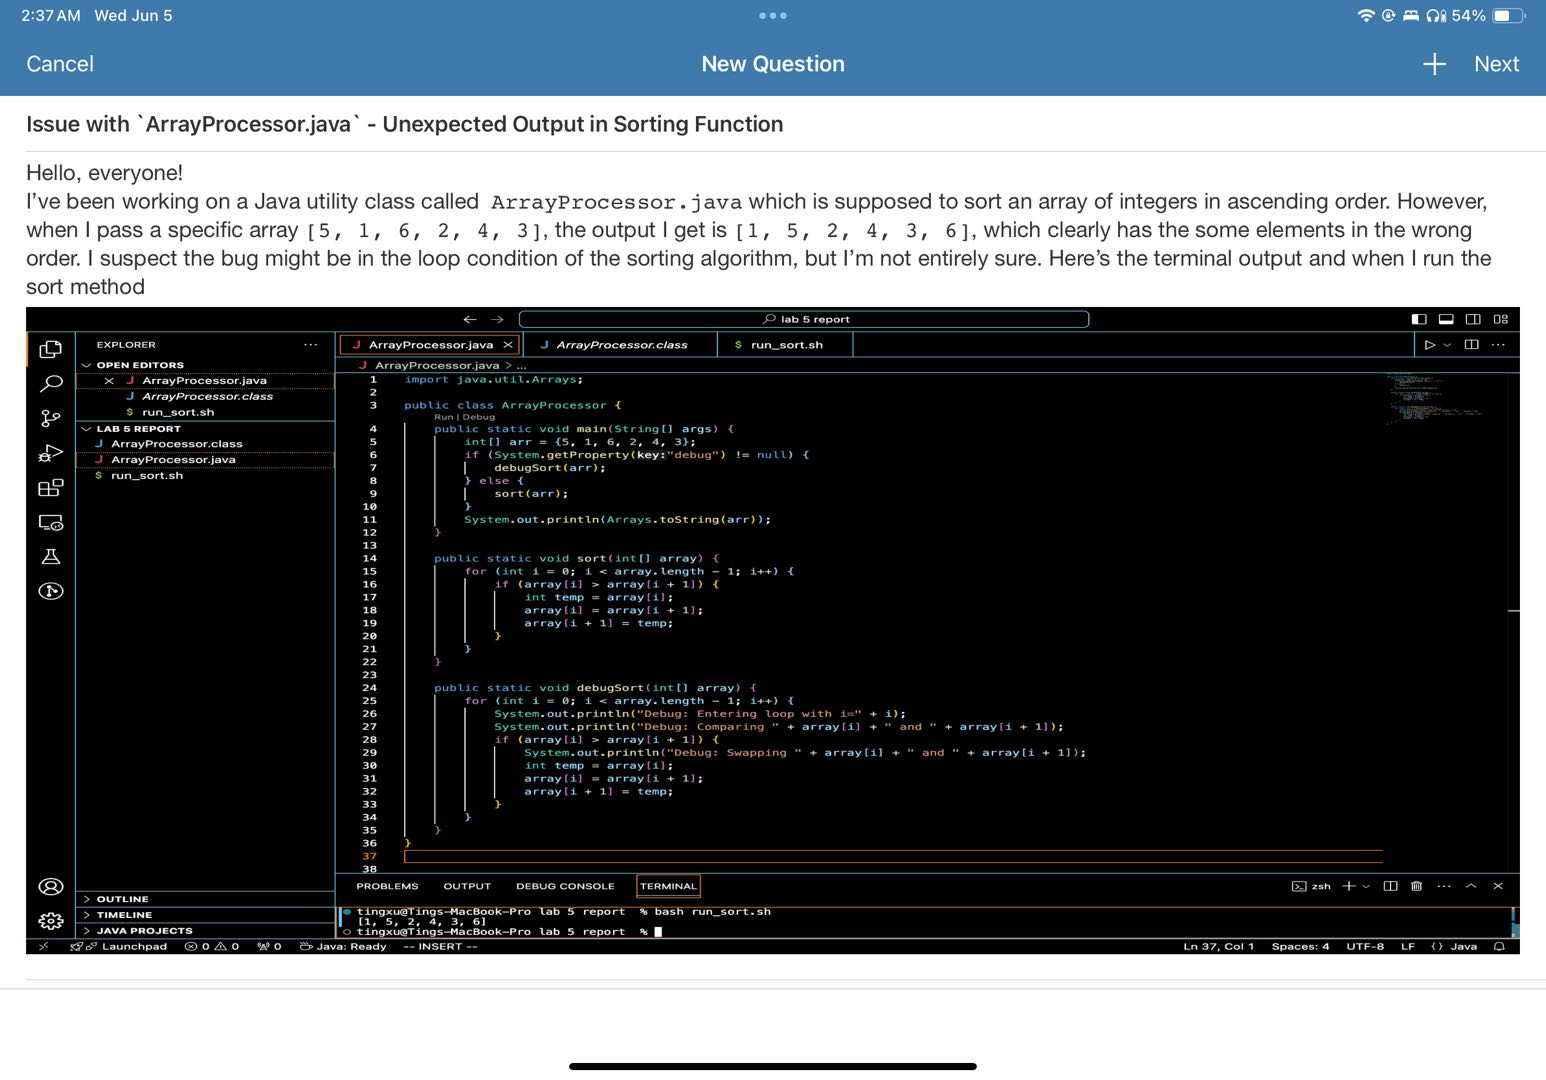 2:37 AM Wed Jun 5
54%
Cancel
New Question
Next
Issue with `ArrayProcessor.java` - Unexpected Output in Sorting Function
Hello, everyone!
I’ve been working on a Java utility class called ArrayProcessor.java which is supposed to sort an array of integers in ascending order. However,
when I pass a specific array [5, 1, 6, 2, 4, 3], the output I get is [1, 5, 2, 4, 3, 6], which clearly has the some elements in the wrong
order. I suspect the bug might be in the loop condition of the sorting algorithm, but I’m not entirely sure. Here’s the terminal output and when I run the
sort method
lab 5 report
EXPLORER
OPEN EDITORS
J ArrayProcessor.java
J ArrayProcessor.class
$ run_sort.sh
LAB 5 REPORT
J ArrayProcessor.class
J ArrayProcessor.java
$ run_sort.sh
OUTLINE
TIMELINE
JAVA PROJECTS
J ArrayProcessor.java
J ArrayProcessor.class
$ run_sort.sh
J ArrayProcessor.java > ...
1 import java.util.Arrays;
2
3 public class ArrayProcessor {
Run | Debug
4 public static void main(String[] args) {
5 int[] arr = {5, 1, 6, 2, 4, 3};
6 if (System.getProperty(key:"debug") != null) {
7 debugSort(arr);
8 } else {
9 sort(arr);
10 }
11 System.out.println(Arrays.toString(arr));
12 }
13
14 public static void sort(int[] array) {
15 for (int i = 0; i < array.length - 1; i++) {
16 if (array[i] > array[i + 1]) {
17 int temp = array[i];
18 array[i] = array[i + 1];
19 array[i + 1] = temp;
20 }
21 }
22 }
23
24 public static void debugSort(int[] array) {
25 for (int i = 0; i < array.length - 1; i++) {
26 System.out.println("Debug: Entering loop with i=" + i);
27 System.out.println("Debug: Comparing " + array[i] + " and " + array[i + 1]);
28 if (array[i] > array[i + 1]) {
29 System.out.println("Debug: Swapping " + array[i] + " and " + array[i + 1]);
30 int temp = array[i];
31 array[i] = array[i + 1];
32 array[i + 1] = temp;
33 }
34 }
35 }
36 }
37
38
PROBLEMS OUTPUT DEBUG CONSOLE TERMINAL
zsh
tingxu@Tings-MacBook-Pro lab 5 report % bash run_sort.sh
[1, 5, 2, 4, 3, 6]
tingxu@Tings-MacBook-Pro lab 5 report %
Launchpad 0 0 0 Java: Ready -- INSERT --
Ln 37, Col 1 Spaces: 4 UTF-8 LF {} Java